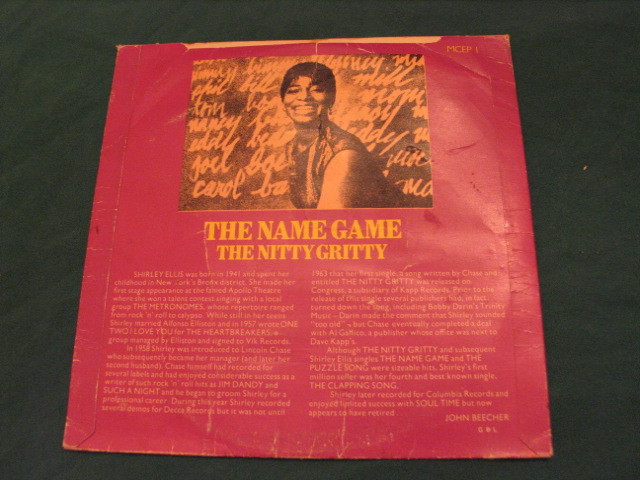 MCEP 1
THE NAME GAME
THE NITTY GRITTY
SHIRLEY ELLIS was born in 1941 and spent her
childhood in New York's Bronx district. She made her
first stage appearance at the famed Apollo Theatre
where she won a talent contest singing with a local
group THE METRONOMES, whose repertoire ranged
from rock 'n' roll to calypso. While still in her teens
Shirley married Alfonso Elliston and in 1957 wrote ONE
TWO I LOVE YOU for THE HEARTBREAKERS, a
group managed by Elliston and signed to Vik Records.
In 1958 Shirley was introduced to Lincoln Chase
who subsequently became her manager (and later her
second husband). Chase himself had recorded for
several labels and had enjoyed considerable success as a
writer of such rock 'n' roll hits as JIM DANDY and
SUCH A NIGHT and he began to groom Shirley for a
professional career. During this year Shirley recorded
several demos for Decca Records but it was not until
1963 that her first single, a song written by Chase and
entitled THE NITTY GRITTY was released on
Congress, a subsidiary of Kapp Records. Prior to the
release of this single several publishers had, in fact,
turned down the song, including Bobby Darin's Trinity
Music – Darin made the comment that Shirley sounded
"too old" – but Chase eventually completed a deal
with Al Gallico, a publisher whose office was next to
Dave Kapp's.
Although THE NITTY GRITTY and subsequent
Shirley Ellis singles THE NAME GAME and THE
PUZZLE SONG were sizeable hits. Shirley's first
million seller was her fourth and best known single,
THE CLAPPING SONG.
Shirley later recorded for Columbia Records and
enjoyed limited success with SOUL TIME but now
appears to have retired
JOHN BEECHER
G & L